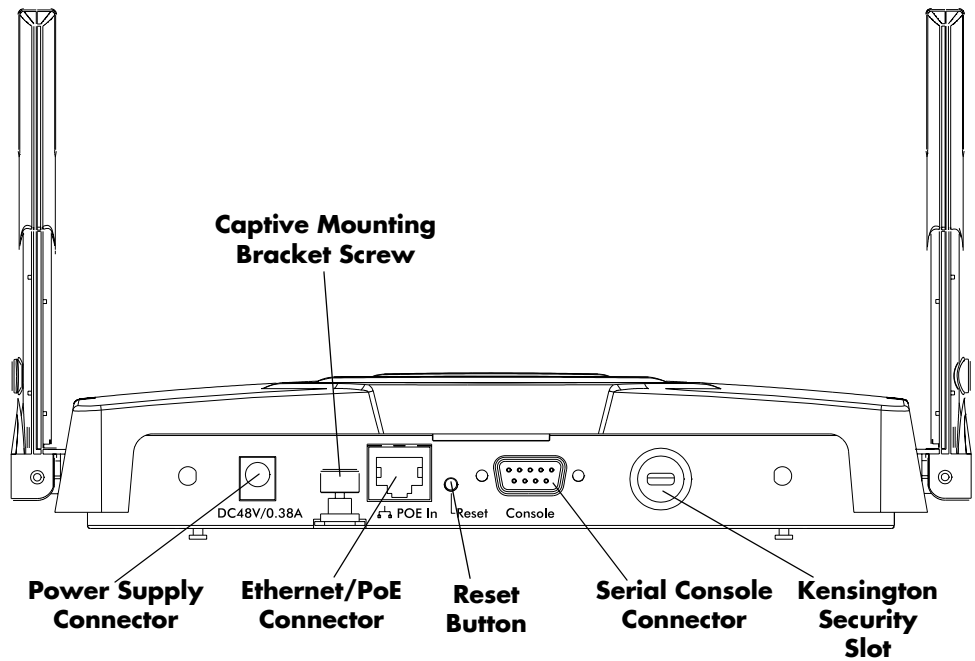 Captive Mounting
Bracket Screw
DC48V/0.38A
POE In
Reset
Console
Power Supply
Connector
Ethernet/PoE
Connector
Reset
Button
Serial Console
Connector
Kensington
Security
Slot